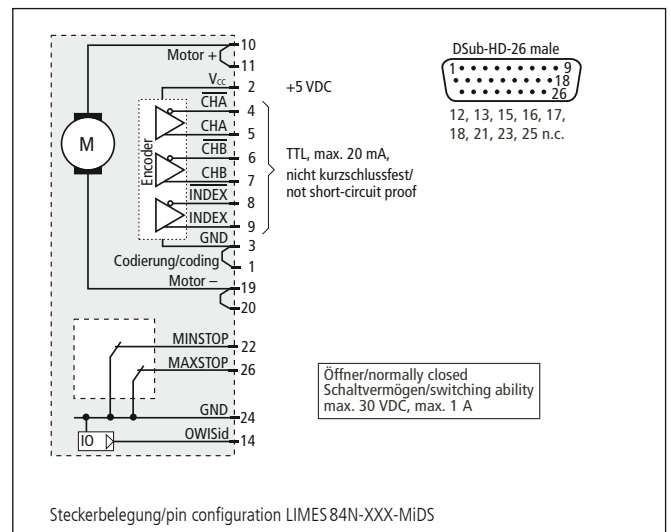 Motor +
10
11
V̅cc
2
+5 VDC
C̅H̅A̅
4
CHA
5
C̅H̅B̅
6
CHB
7
I̅N̅D̅E̅X̅
8
INDEX
9
GND
3
Codierung/coding
1
Motor –
19
20
M
Encoder
TTL, max. 20 mA,
nicht kurzschlussfest/
not short-circuit proof
DSub-HD-26 male
1 9
18
26
12, 13, 15, 16, 17,
18, 21, 23, 25 n.c.
MINSTOP
22
MAXSTOP
26
GND
24
IO
OWISid
14
Öffner/normally closed
Schaltvermögen/switching ability
max. 30 VDC, max. 1 A
Steckerbelegung/pin configuration LIMES 84N-XXX-MiDS